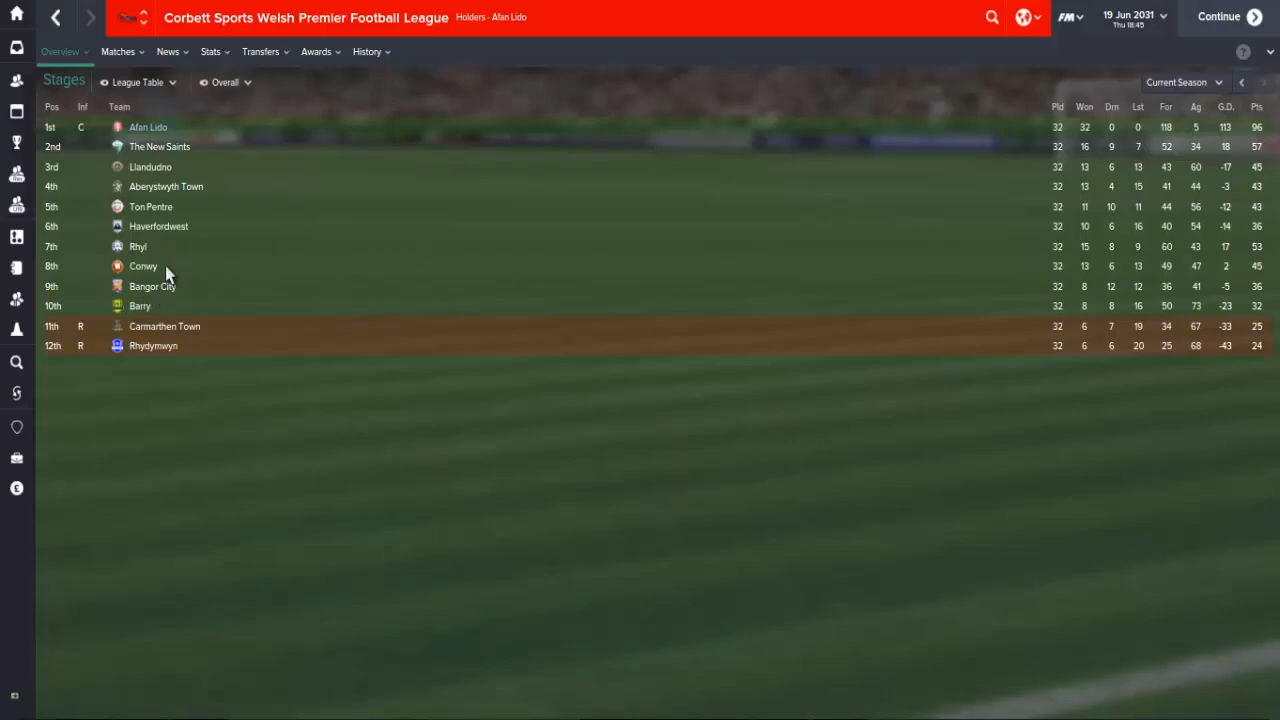 Corbett Sports Welsh Premier Football League Holders - Afan Lido FM 19 Jun 2031 Thu 18:45 Continue
Overview Matches News Stats Transfers Awards History ?
Stages League Table Overall Current Season
Pos Inf Team Pld Won Drn Lst For Ag G.D. Pts
1st C Afan Lido 32 32 0 0 118 5 113 96
2nd The New Saints 32 16 9 7 52 34 18 57
3rd Llandudno 32 13 6 13 43 60 -17 45
4th Aberystwyth Town 32 13 4 15 41 44 -3 43
5th Ton Pentre 32 11 10 11 44 56 -12 43
6th Haverfordwest 32 10 6 16 40 54 -14 36
7th Rhyl 32 15 8 9 60 43 17 53
8th Conwy 32 13 6 13 49 47 2 45
9th Bangor City 32 8 12 12 36 41 -5 36
10th Barry 32 8 8 16 50 73 -23 32
11th R Carmarthen Town 32 6 7 19 34 67 -33 25
12th R Rhydymwyn 32 6 6 20 25 68 -43 24